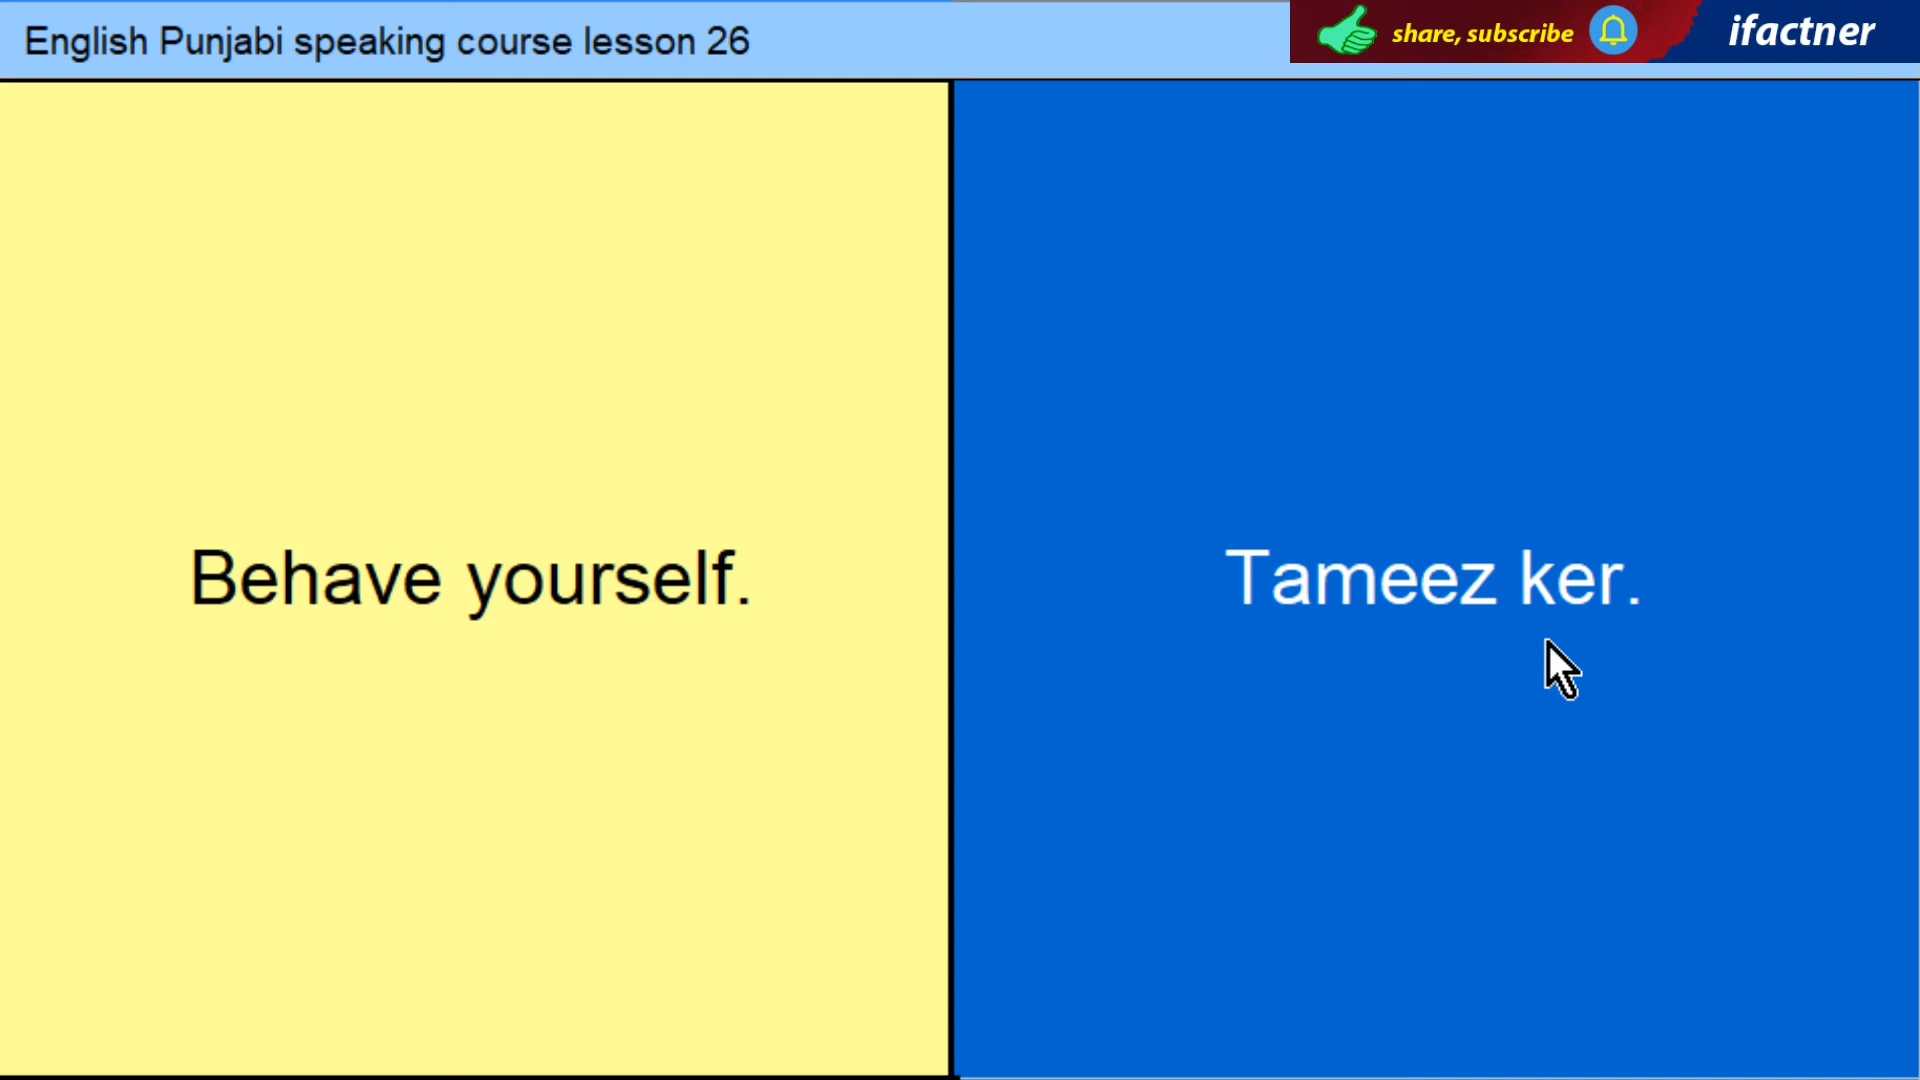 English Punjabi speaking course lesson 26
share, subscribe
ifactner
Behave yourself.
Tameez ker.